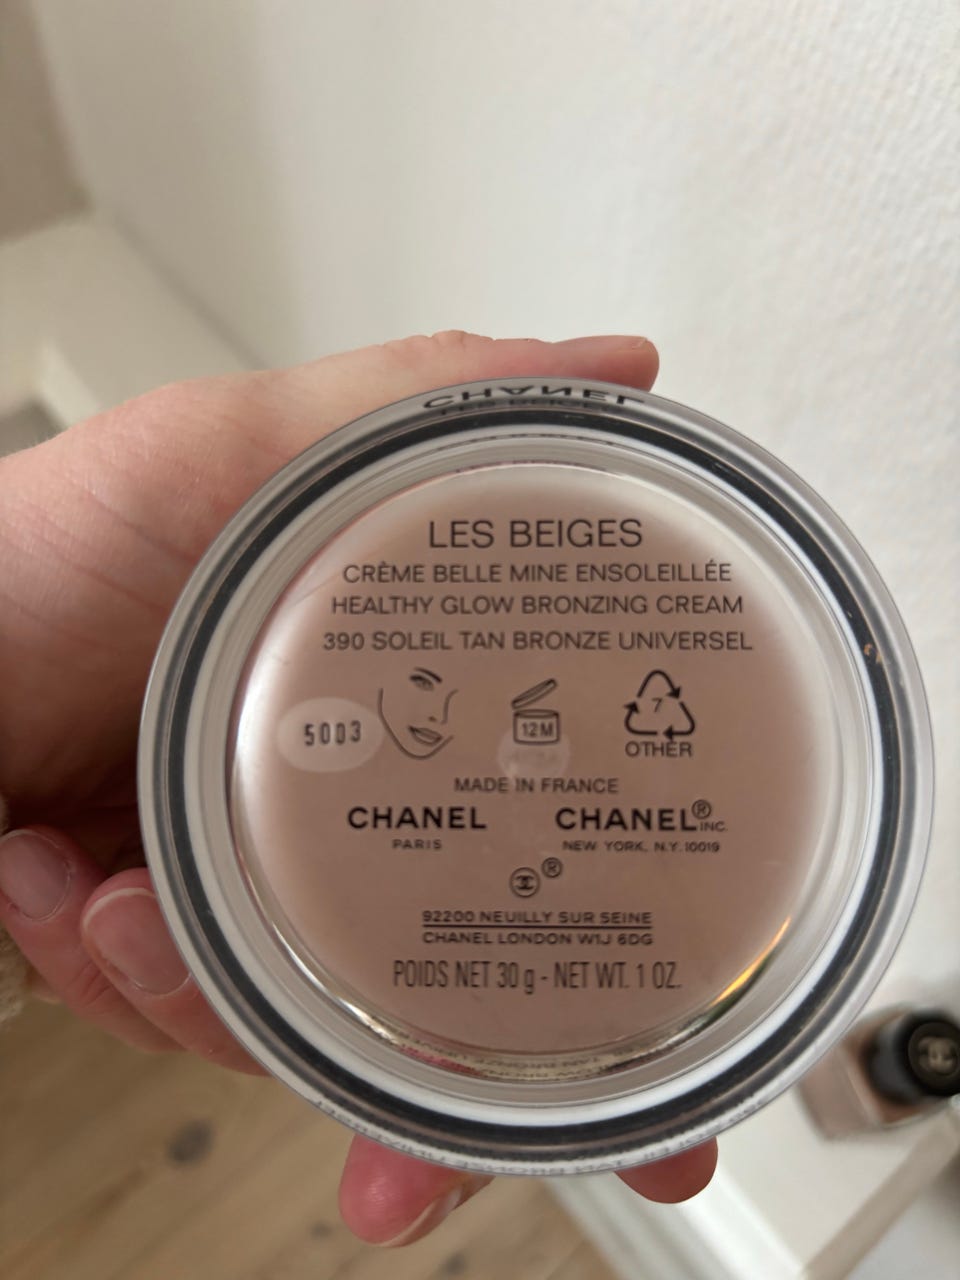 CHANEL
LES BEIGES
CRÈME BELLE MINE ENSOLEILLÉE
HEALTHY GLOW BRONZING CREAM
390 SOLEIL TAN BRONZE UNIVERSEL
5003
12M
7
OTHER
MADE IN FRANCE
CHANEL CHANEL® INC.
PARIS NEW YORK, N.Y. 10019
®
92200 NEUILLY SUR SEINE
CHANEL LONDON W1J 6DG
POIDS NET 30 g - NET WT. 1 OZ.